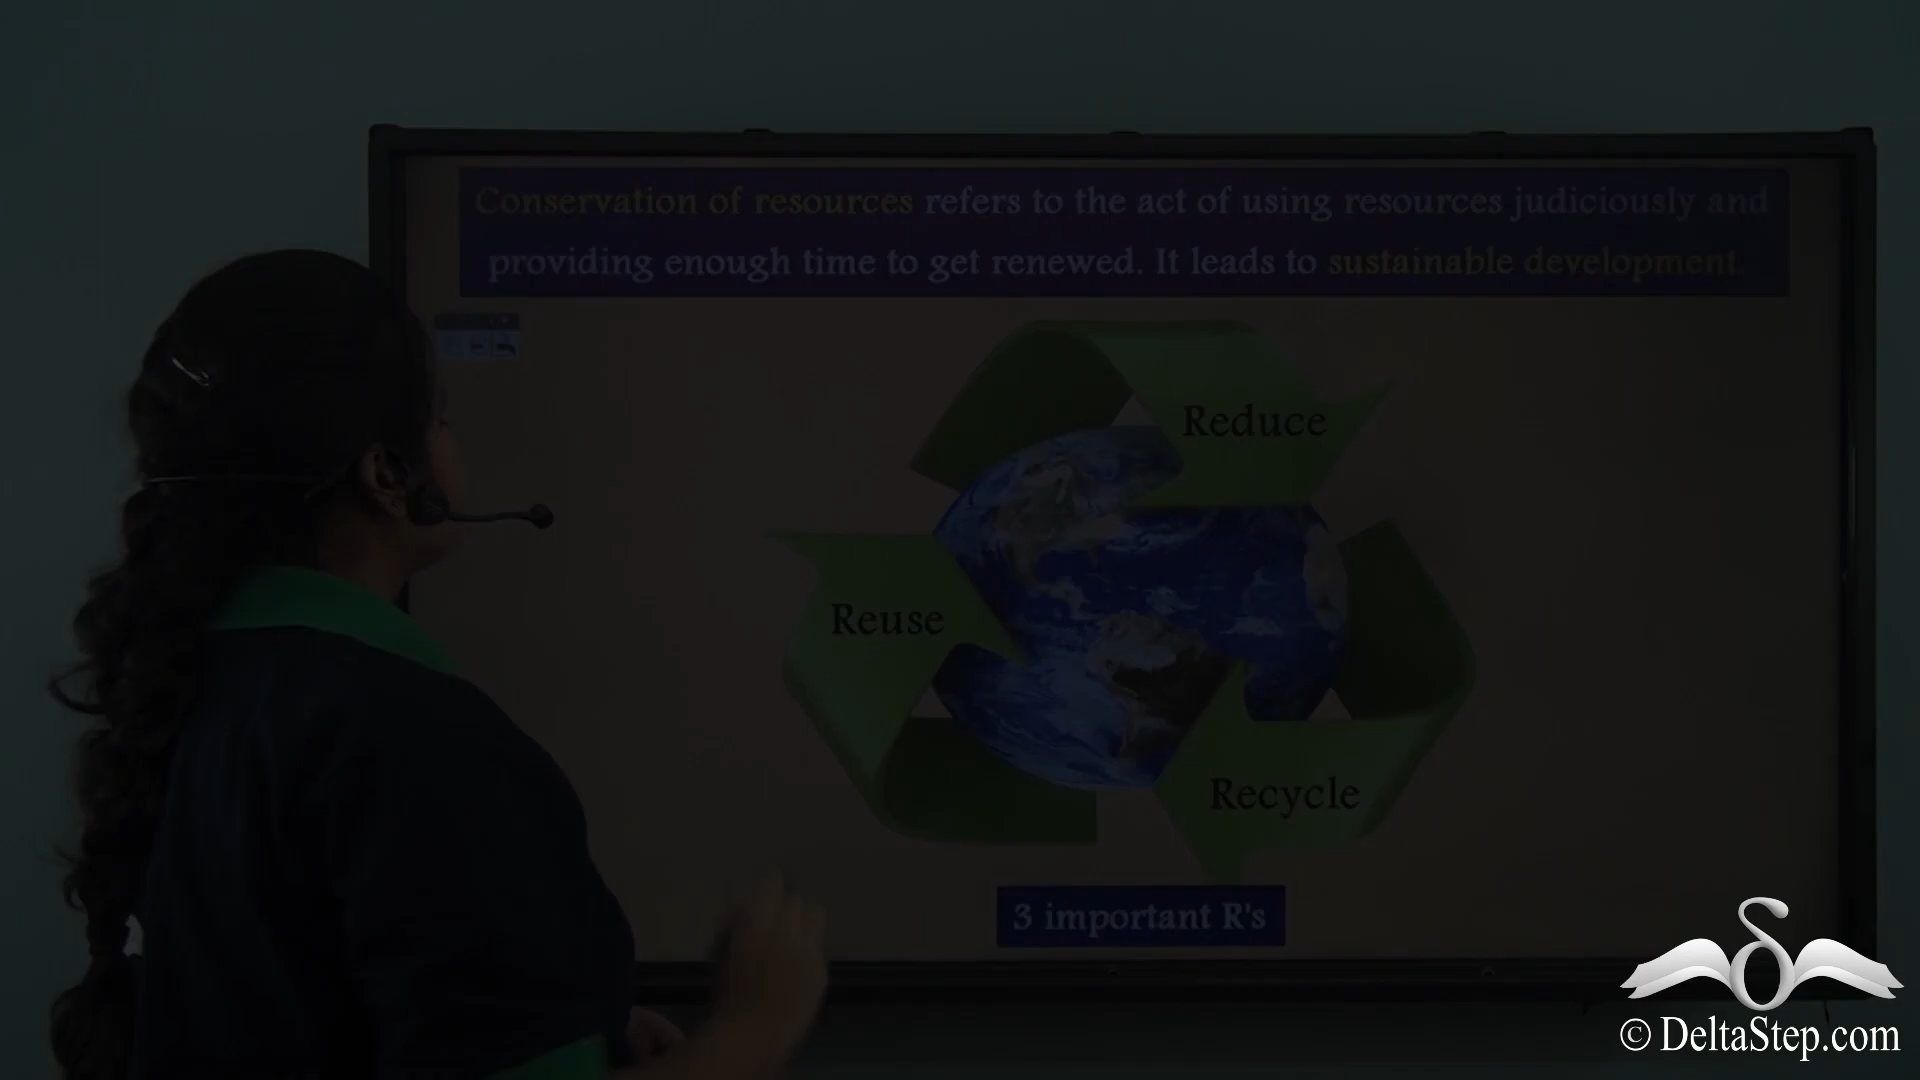 Conservation of resources refers to the act of using resources judiciously and
providing enough time to get renewed. It leads to sustainable development.
Reduce
Reuse
Recycle
3 important R's
© DeltaStep.com